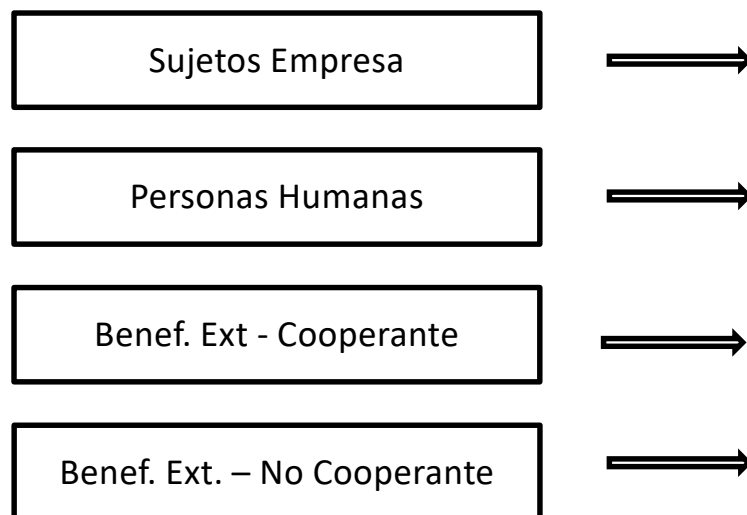 Sujetos Empresa
Personas Humanas
Benef. Ext - Cooperante
Benef. Ext. – No Cooperante